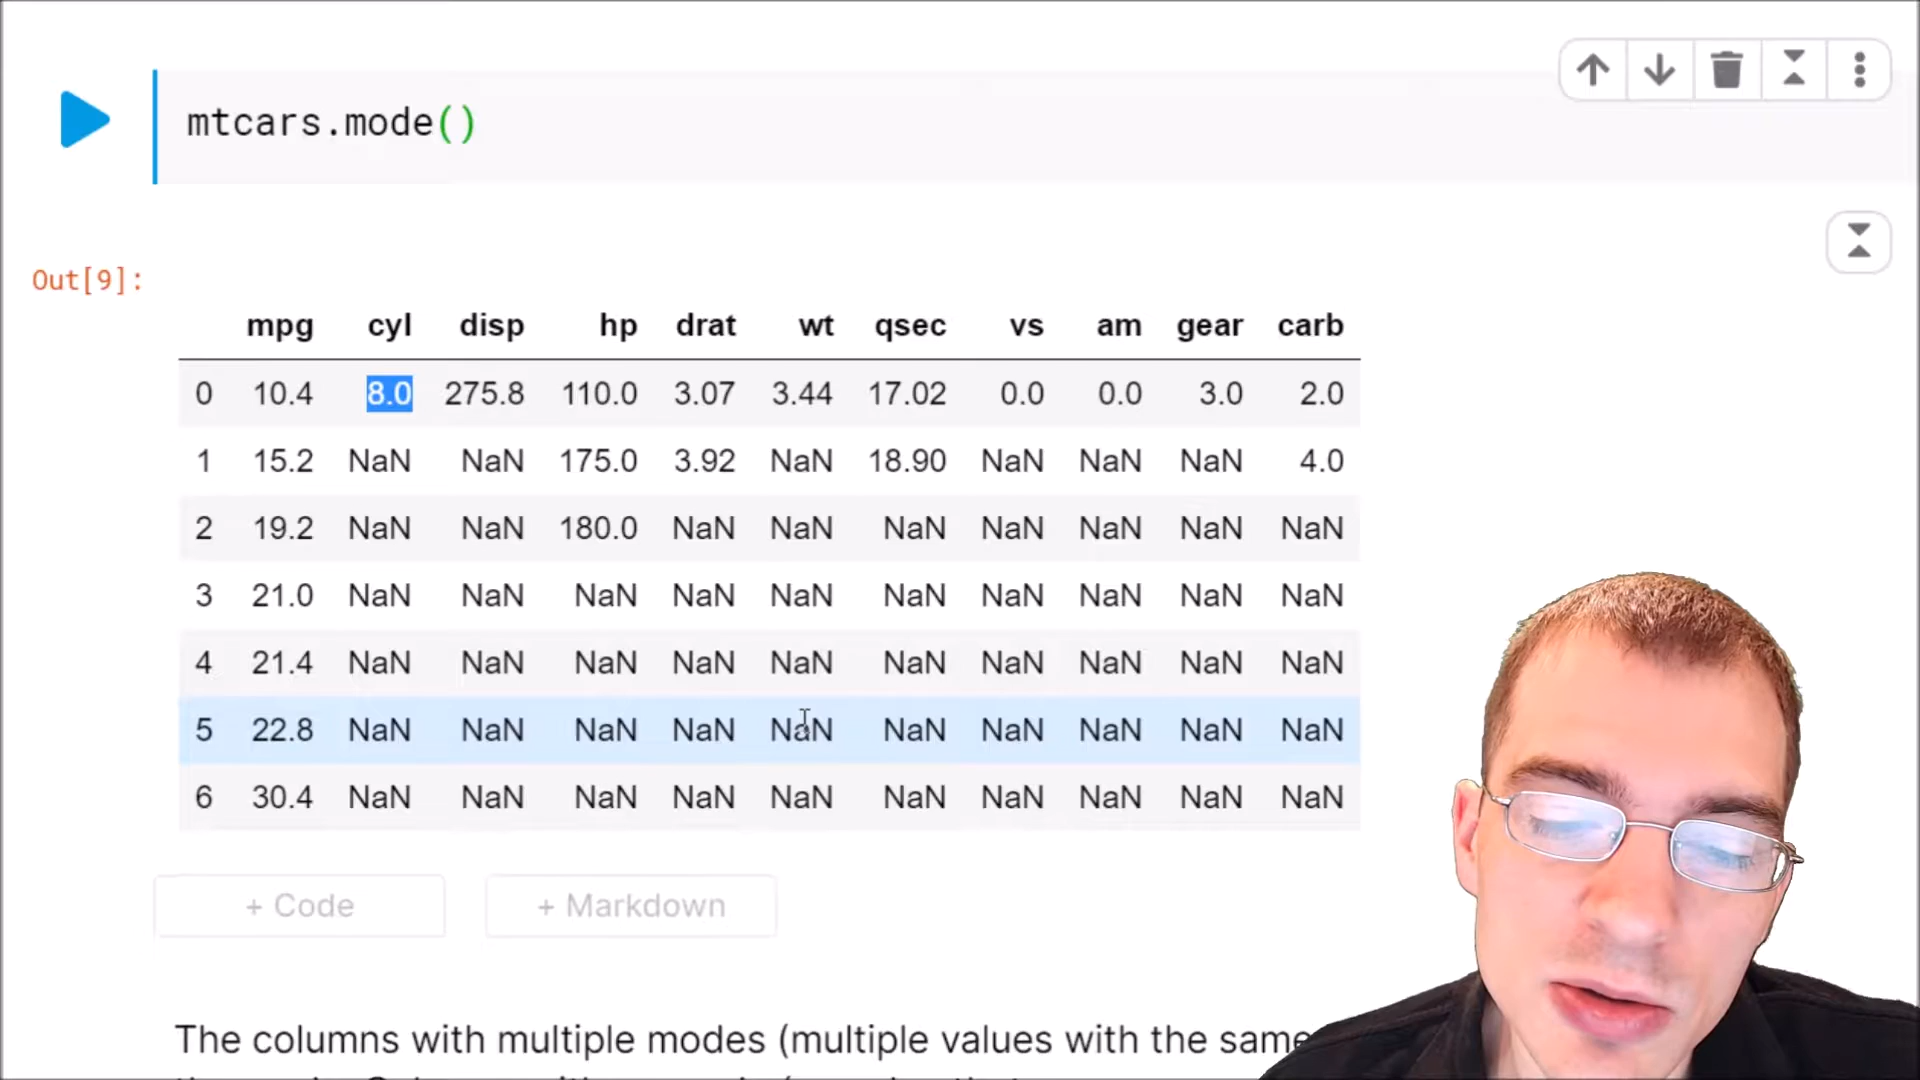 mtcars.mode()
Out[9]:
mpg cyl disp hp drat wt qsec vs am gear carb
0 10.4 8.0 275.8 110.0 3.07 3.44 17.02 0.0 0.0 3.0 2.0
1 15.2 NaN NaN 175.0 3.92 NaN 18.90 NaN NaN NaN 4.0
2 19.2 NaN NaN 180.0 NaN NaN NaN NaN NaN NaN NaN
3 21.0 NaN NaN NaN NaN NaN NaN NaN NaN NaN NaN
4 21.4 NaN NaN NaN NaN NaN NaN NaN NaN NaN NaN
5 22.8 NaN NaN NaN NaN NaN NaN NaN NaN NaN NaN
6 30.4 NaN NaN NaN NaN NaN NaN NaN NaN NaN NaN
+ Code + Markdown
The columns with multiple modes (multiple values with the same